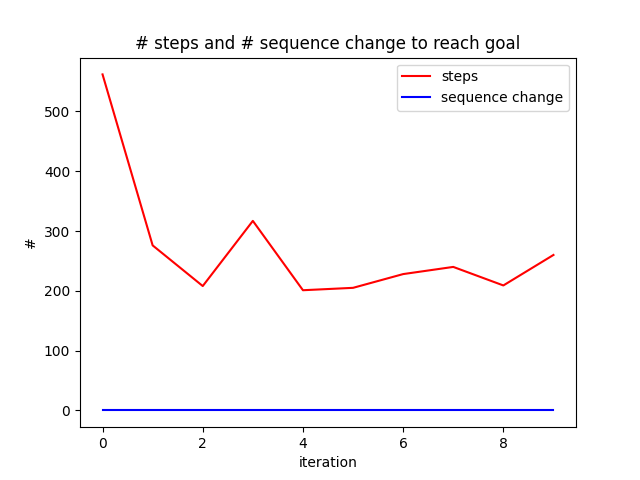 # steps and # sequence change to reach goal
steps
sequence change
500
400
300
200
100
0
#
0 2 4 6 8
iteration